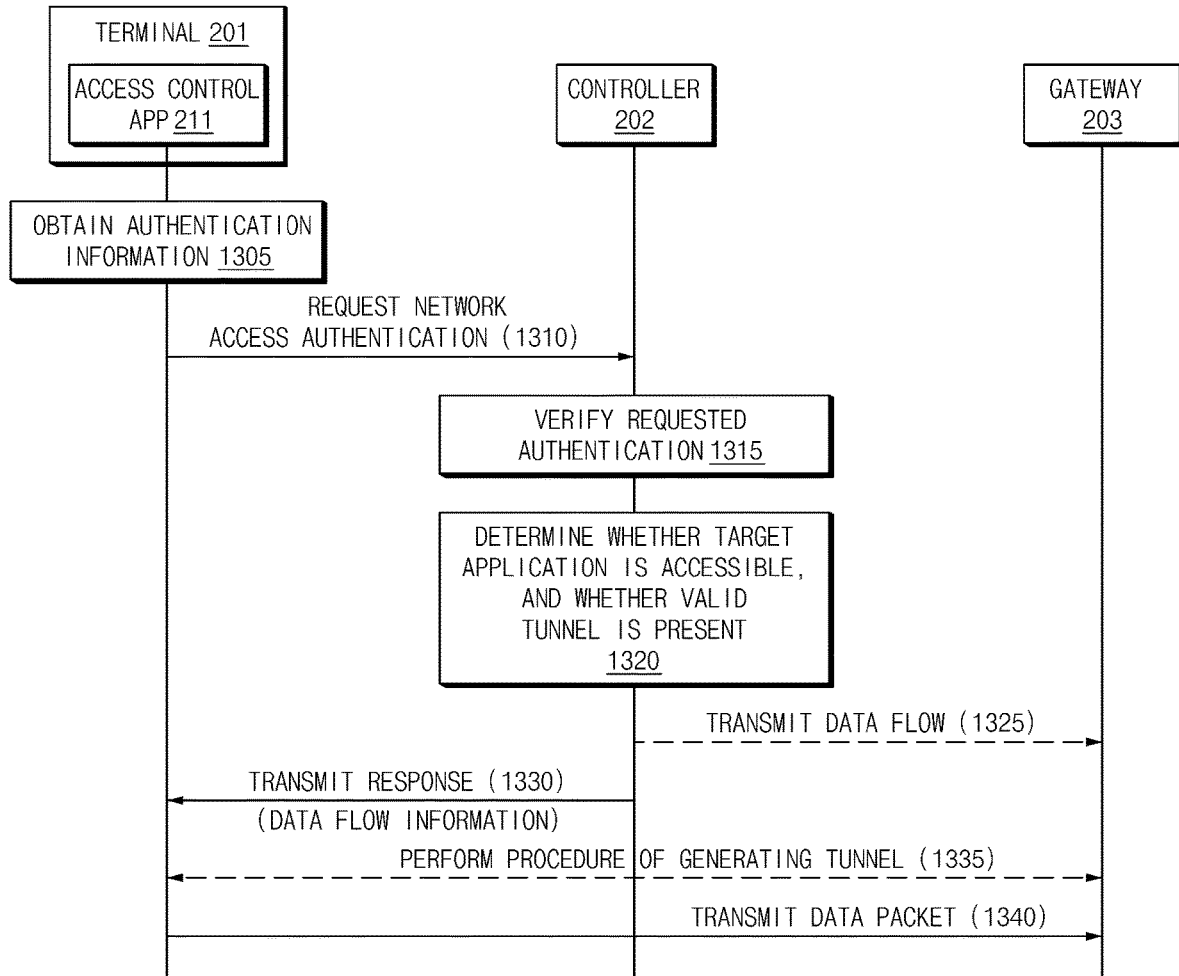 TERMINAL 201
ACCESS CONTROL
APP 211
CONTROLLER
202
GATEWAY
203
OBTAIN AUTHENTICATION
INFORMATION 1305
REQUEST NETWORK
ACCESS AUTHENTICATION (1310)
VERIFY REQUESTED
AUTHENTICATION 1315
DETERMINE WHETHER TARGET
APPLICATION IS ACCESSIBLE,
AND WHETHER VALID
TUNNEL IS PRESENT
1320
TRANSMIT DATA FLOW (1325)
TRANSMIT RESPONSE (1330)
(DATA FLOW INFORMATION)
PERFORM PROCEDURE OF GENERATING TUNNEL (1335)
TRANSMIT DATA PACKET (1340)